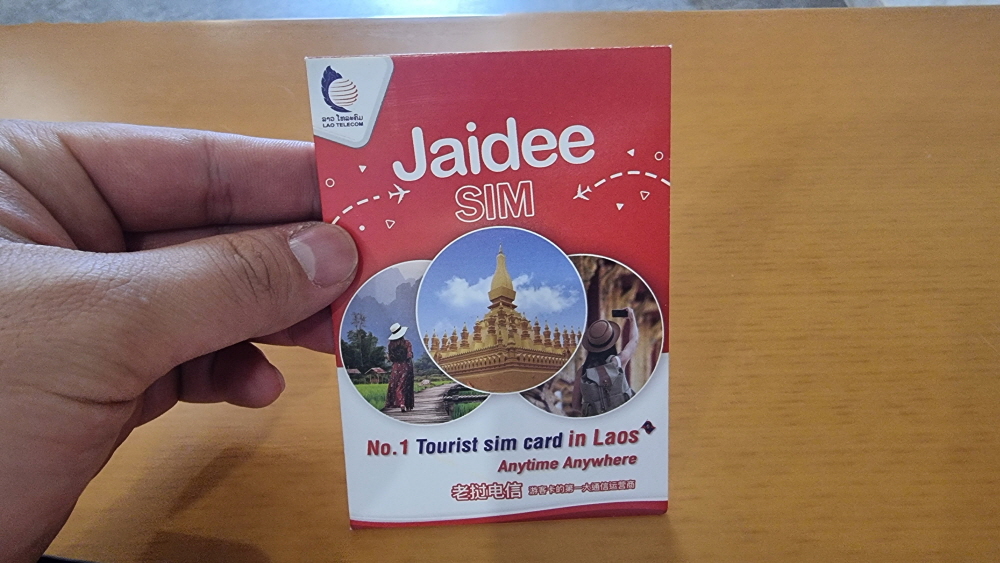 ລາວ ໂທລະຄົມ
LAO TELECOM
Jaidee
SIM
No.1 Tourist sim card in Laos
Anytime Anywhere
老挝电信 游客卡的第一大通信运营商